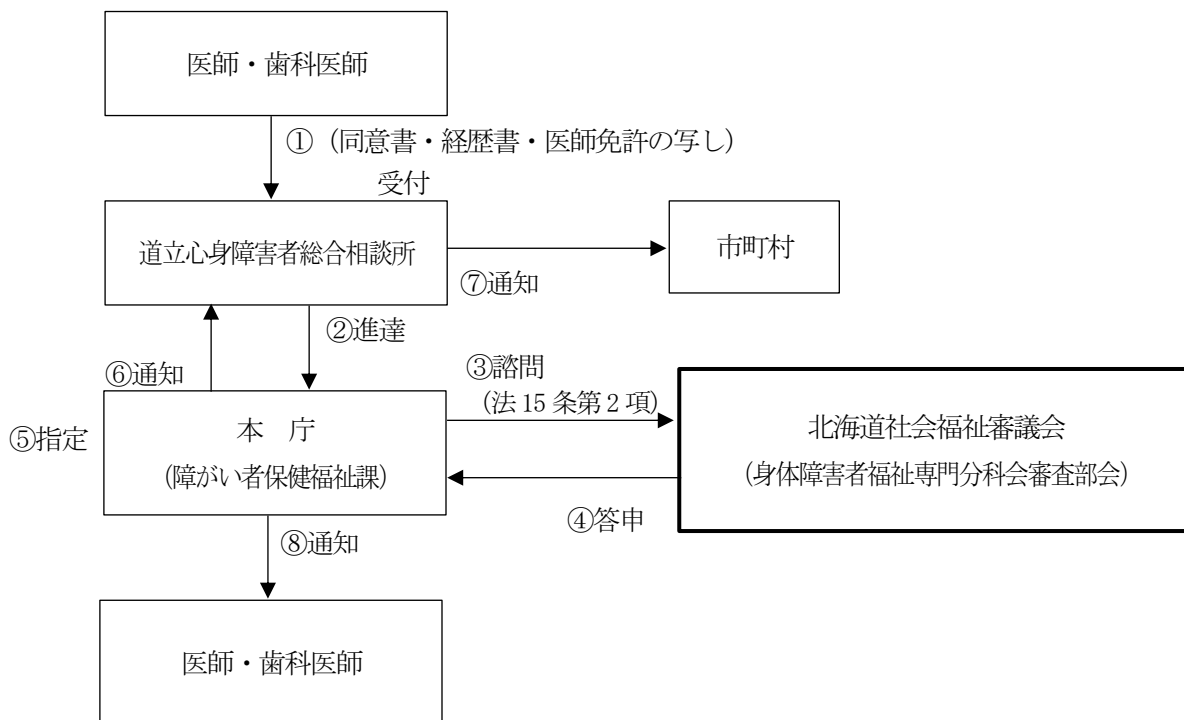 医師・歯科医師
①（同意書・経歴書・医師免許の写し）
受付
道立心身障害者総合相談所
市町村
⑦通知
②進達
⑥通知
③諮問
(法15条第2項)
⑤指定
本　庁
(障がい者保健福祉課)
北海道社会福祉審議会
(身体障害者福祉専門分科会審査部会)
④答申
⑧通知
医師・歯科医師